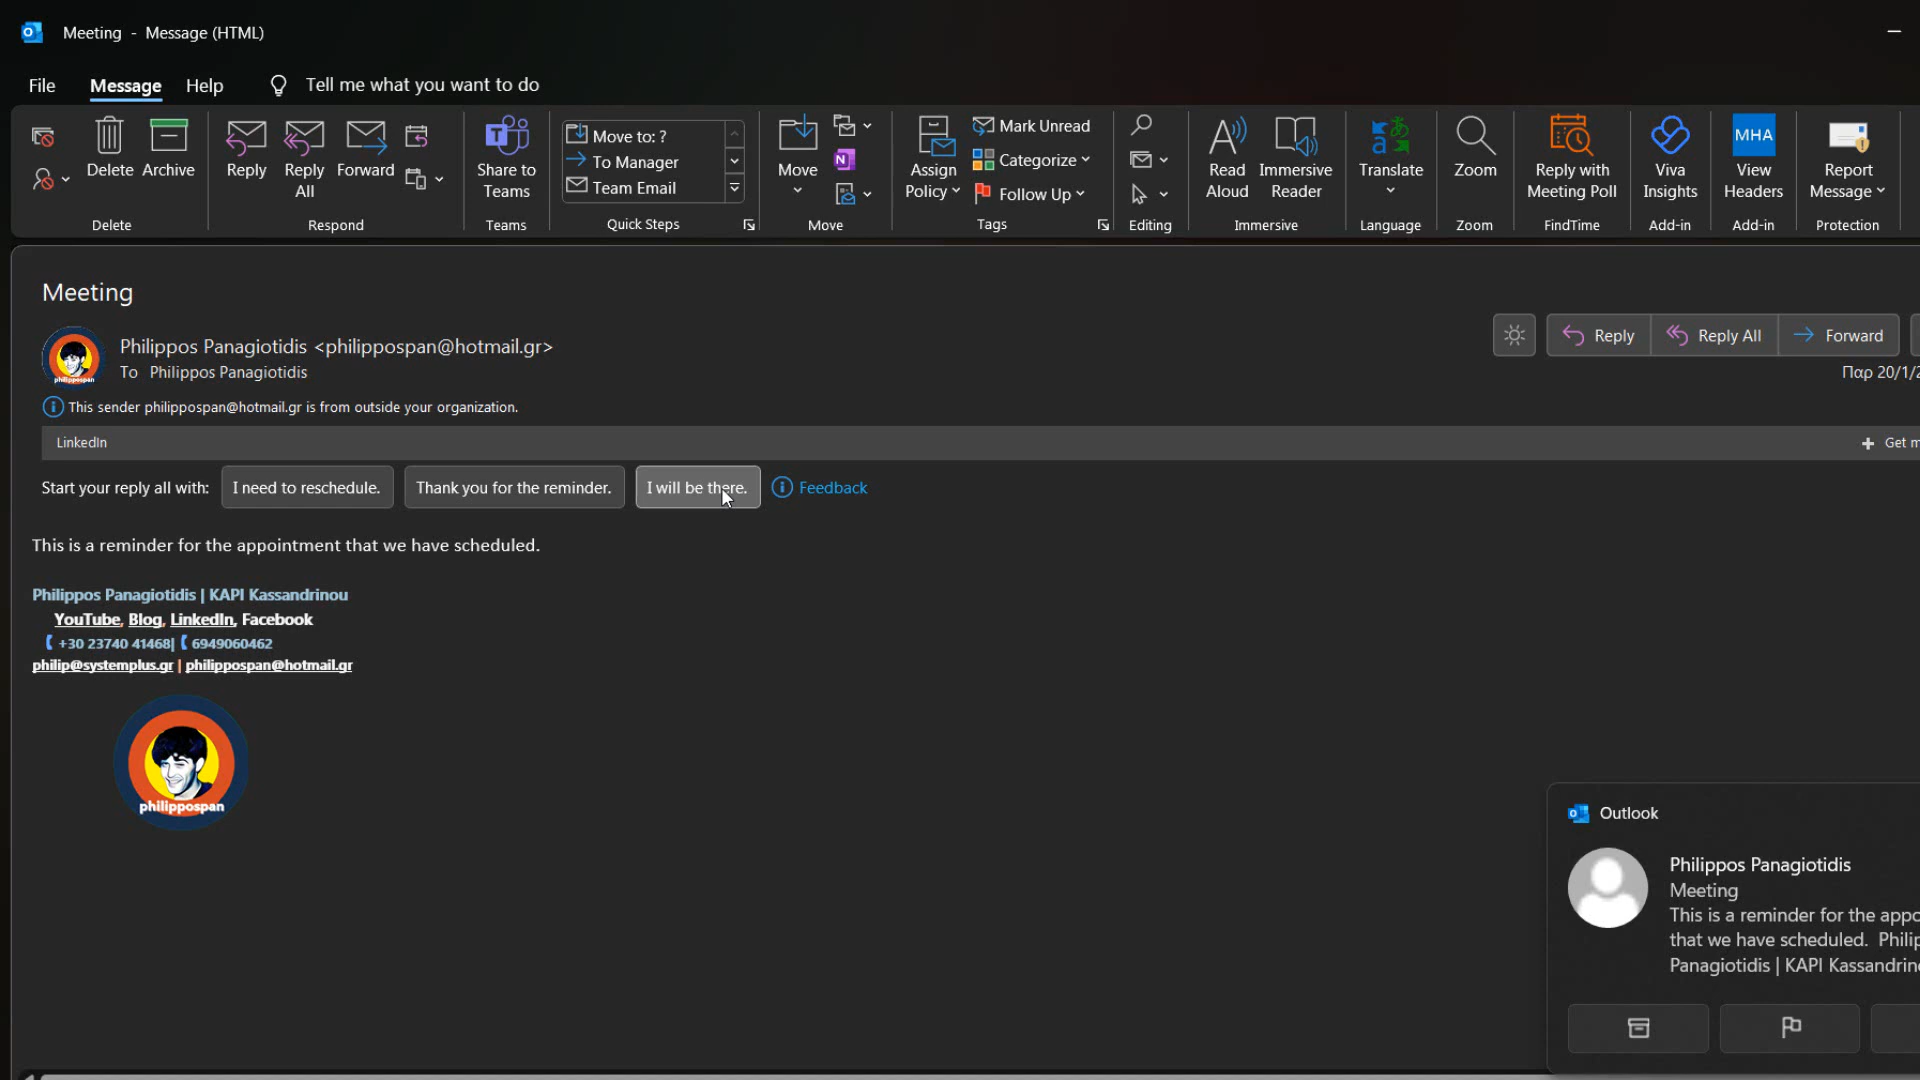 Meeting - Message (HTML)
File Message Help Tell me what you want to do
Delete Archive
Delete
Reply Reply All Forward
Respond
Share to Teams
Teams
Move to: ?
To Manager
Team Email
Quick Steps
Move
Move
Assign Policy
Mark Unread
Categorize
Follow Up
Tags
Editing
Read Aloud Immersive Reader
Immersive
Translate
Language
Zoom
Zoom
Reply with Meeting Poll
FindTime
Viva Insights
Add-in
MHA
View Headers
Add-in
Report Message
Protection
Meeting
Philippos Panagiotidis <philippospan@hotmail.gr>
To Philippos Panagiotidis
Reply Reply All Forward
Παρ 20/1/2
This sender philippospan@hotmail.gr is from outside your organization.
LinkedIn + Get m
Start your reply all with: I need to reschedule. Thank you for the reminder. I will be there. Feedback
This is a reminder for the appointment that we have scheduled.
Philippos Panagiotidis | KAPI Kassandrinou
YouTube, Blog, LinkedIn, Facebook
+30 23740 41468| 6949060462
philip@systemplus.gr | philippospan@hotmail.gr
philippospan
Outlook
Philippos Panagiotidis
Meeting
This is a reminder for the appo
that we have scheduled. Philip
Panagiotidis | KAPI Kassandrin